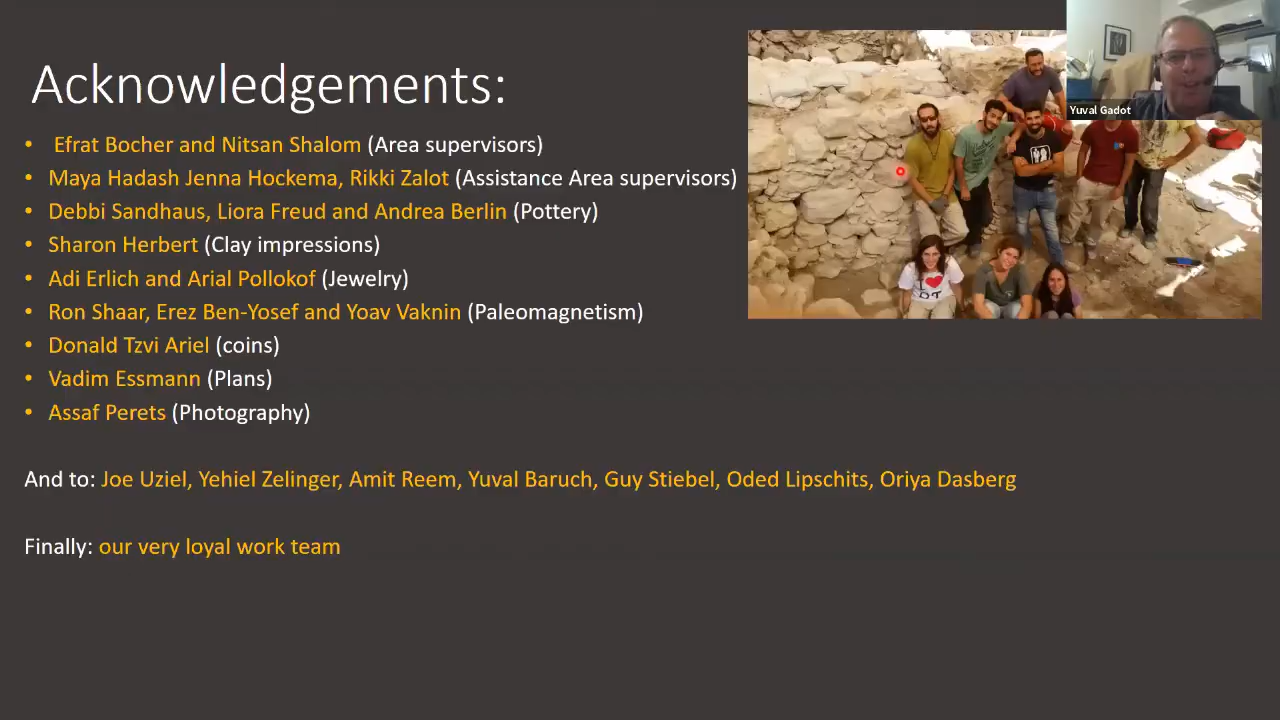 Acknowledgements:
• Efrat Bocher and Nitsan Shalom (Area supervisors)
• Maya Hadash Jenna Hockema, Rikki Zalot (Assistance Area supervisors)
• Debbi Sandhaus, Liora Freud and Andrea Berlin (Pottery)
• Sharon Herbert (Clay impressions)
• Adi Erlich and Arial Pollokof (Jewelry)
• Ron Shaar, Erez Ben-Yosef and Yoav Vaknin (Paleomagnetism)
• Donald Tzvi Ariel (coins)
• Vadim Essmann (Plans)
• Assaf Perets (Photography)
And to: Joe Uziel, Yehiel Zelinger, Amit Reem, Yuval Baruch, Guy Stiebel, Oded Lipschits, Oriya Dasberg
Finally: our very loyal work team
Yuval Gadot
I